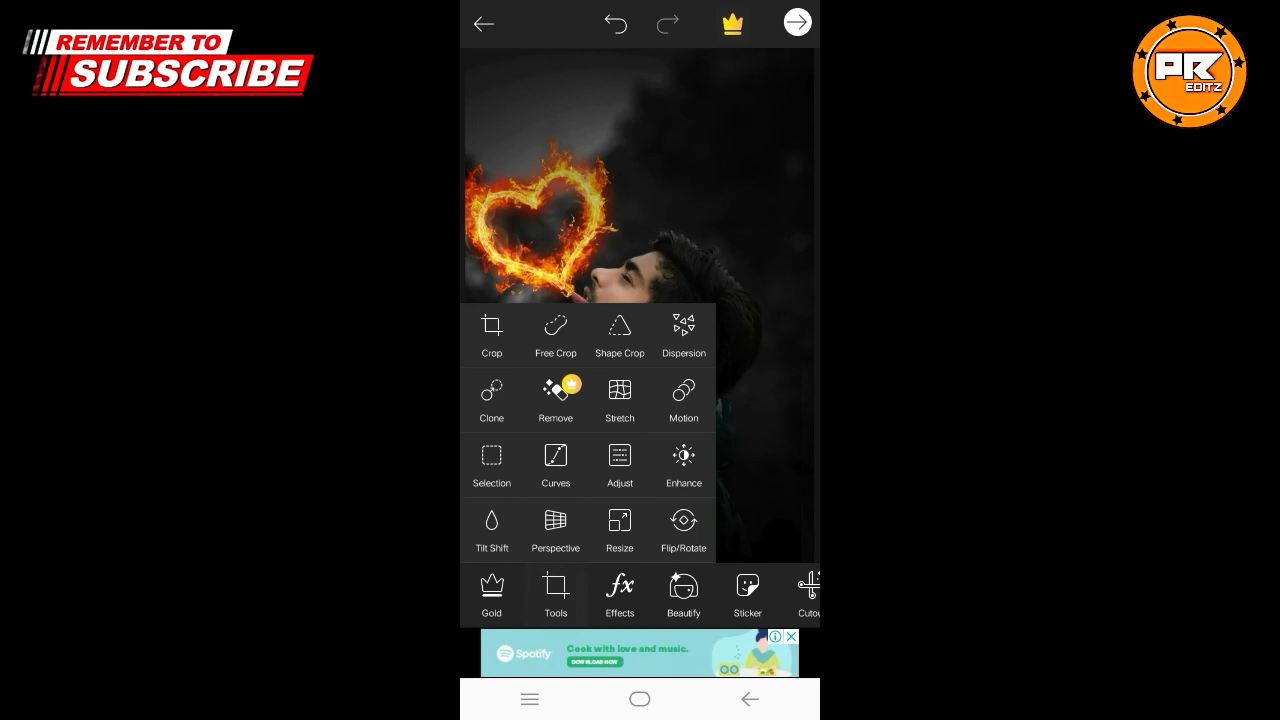 REMEMBER TO
SUBSCRIBE
PR
EDITZ
Crop
Free Crop
Shape Crop
Dispersion
Clone
Remove
Stretch
Motion
Selection
Curves
Adjust
Enhance
Tilt Shift
Perspective
Resize
Flip/Rotate
Gold
Tools
fx
Effects
Beautify
Sticker
Cutou
Spotify
Cook with love and music.
DOWNLOAD NOW